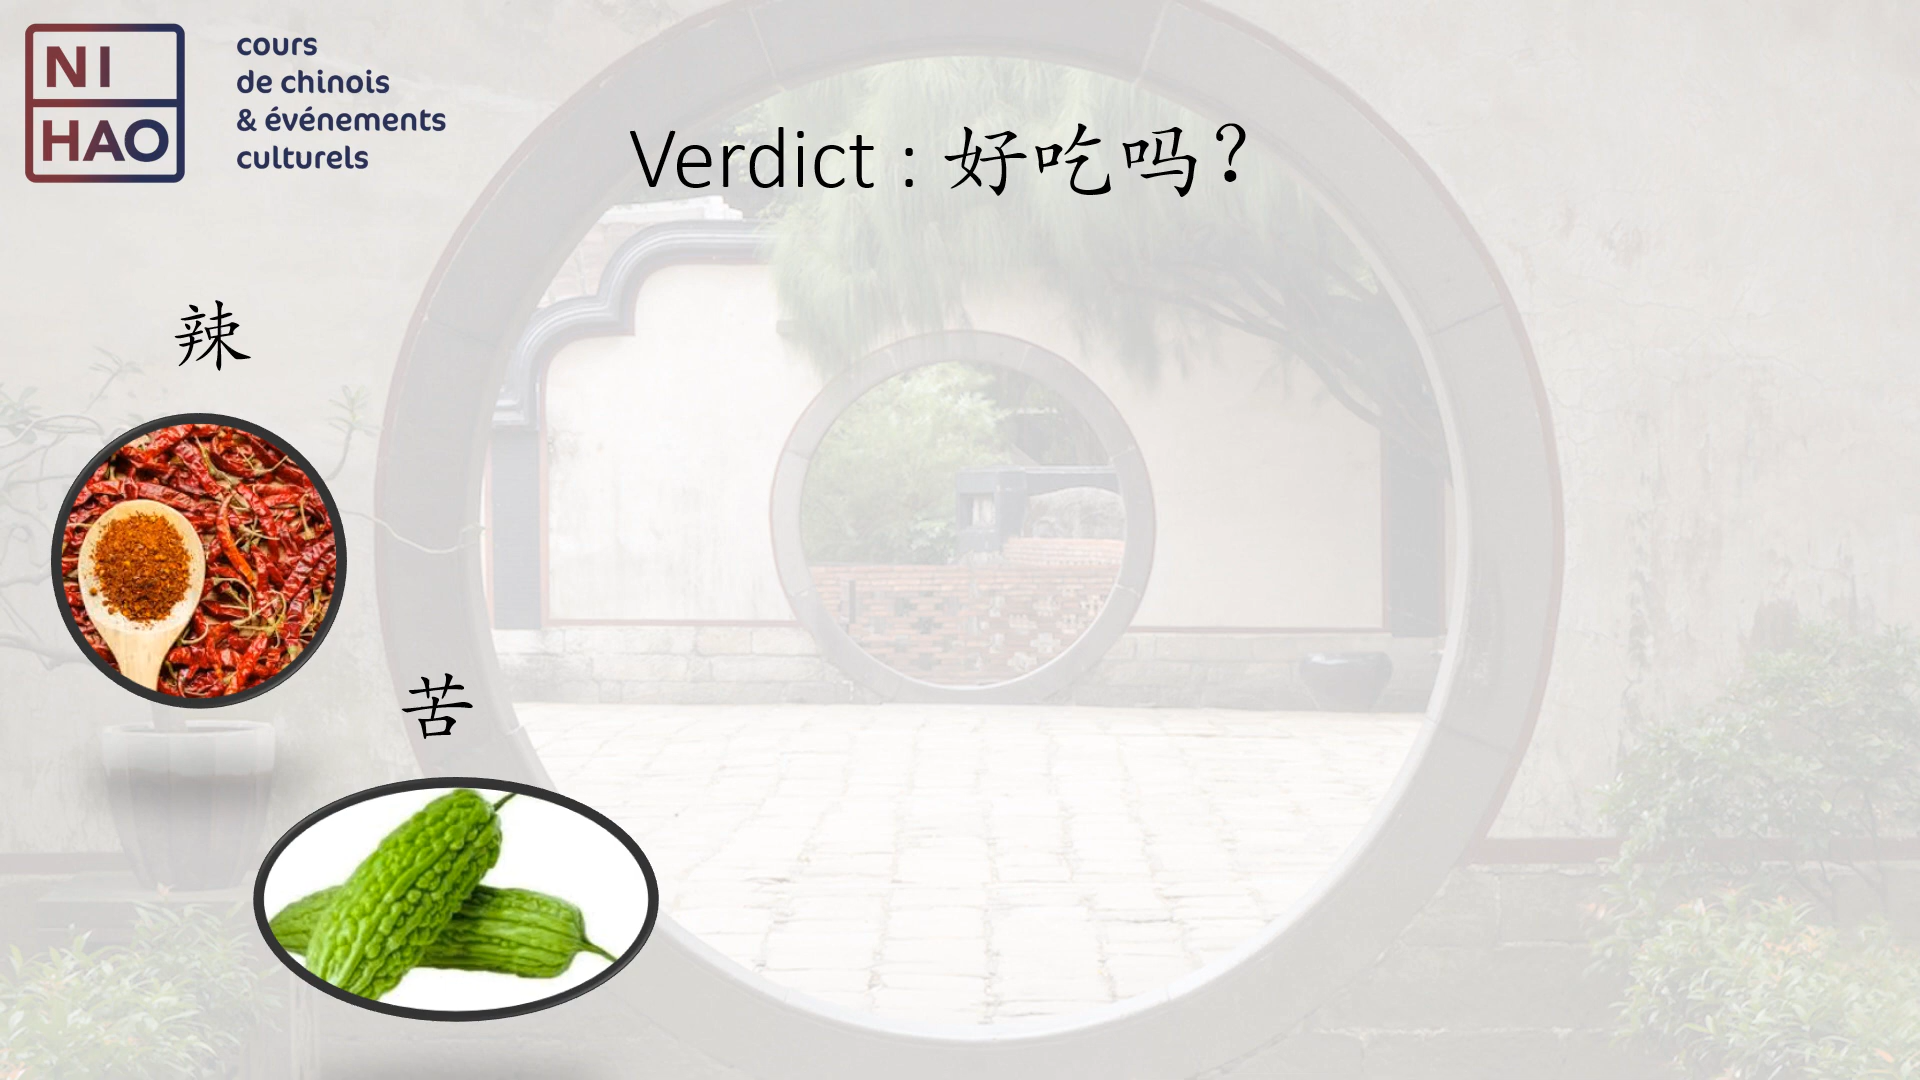 NI
HAO
cours
de chinois
& événements
culturels
Verdict : 好吃吗？
辣
苦